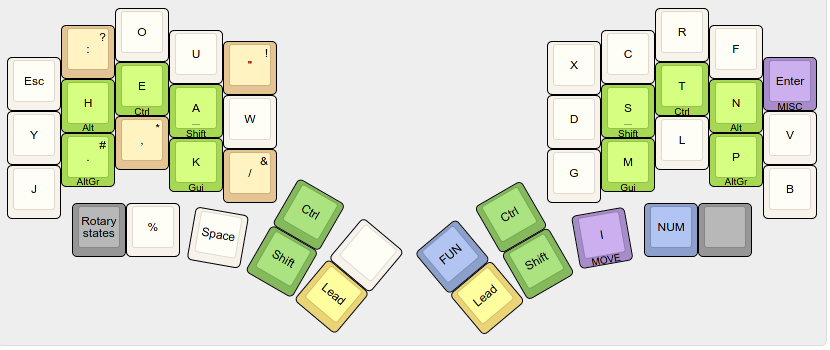 Esc
? :
O
U
! "
H
Alt
E
Ctrl
A
Shift
W
Y
# .
AltGr
* ,
K
Gui
& /
J
Rotary
states
%
Space
Ctrl
Shift
Lead
X
C
R
F
Enter
MISC
D
S
Shift
T
Ctrl
N
Alt
V
G
M
Gui
L
P
AltGr
B
Ctrl
Shift
FUN
Lead
I
MOVE
NUM